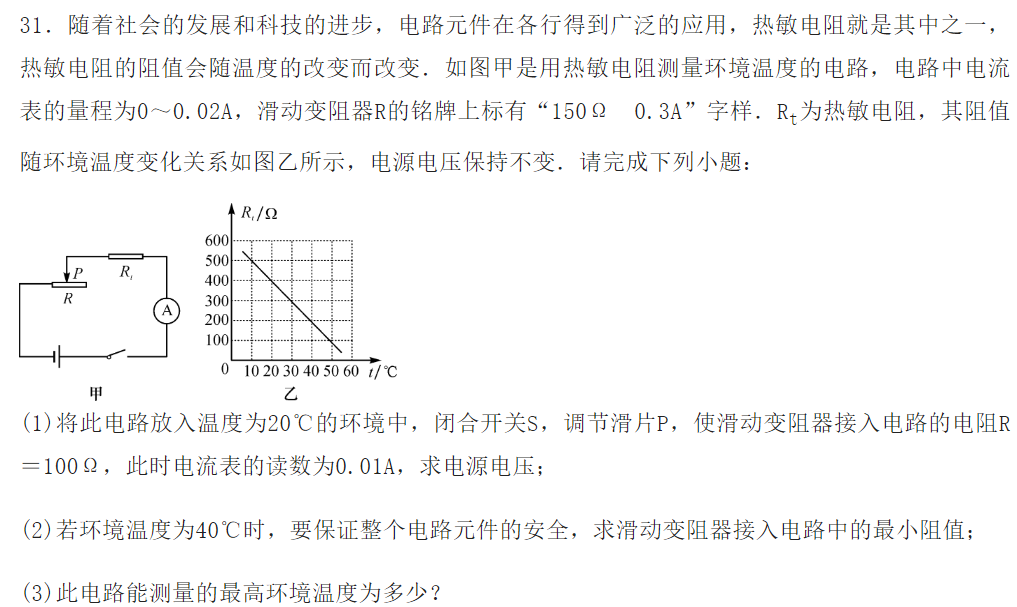 31．随着社会的发展和科技的进步，电路元件在各行得到广泛的应用，热敏电阻就是其中之一，
热敏电阻的阻值会随温度的改变而改变．如图甲是用热敏电阻测量环境温度的电路，电路中电流
表的量程为0～0.02A，滑动变阻器R的铭牌上标有“150Ω　0.3A”字样．Rt为热敏电阻，其阻值
随环境温度变化关系如图乙所示，电源电压保持不变．请完成下列小题：
P
Rt
R
A
甲
Rt/Ω
600
500
400
300
200
100
0 10 20 30 40 50 60 t/℃
乙
(1)将此电路放入温度为20℃的环境中，闭合开关S，调节滑片P，使滑动变阻器接入电路的电阻R
＝100Ω，此时电流表的读数为0.01A，求电源电压；
(2)若环境温度为40℃时，要保证整个电路元件的安全，求滑动变阻器接入电路中的最小阻值；
(3)此电路能测量的最高环境温度为多少？